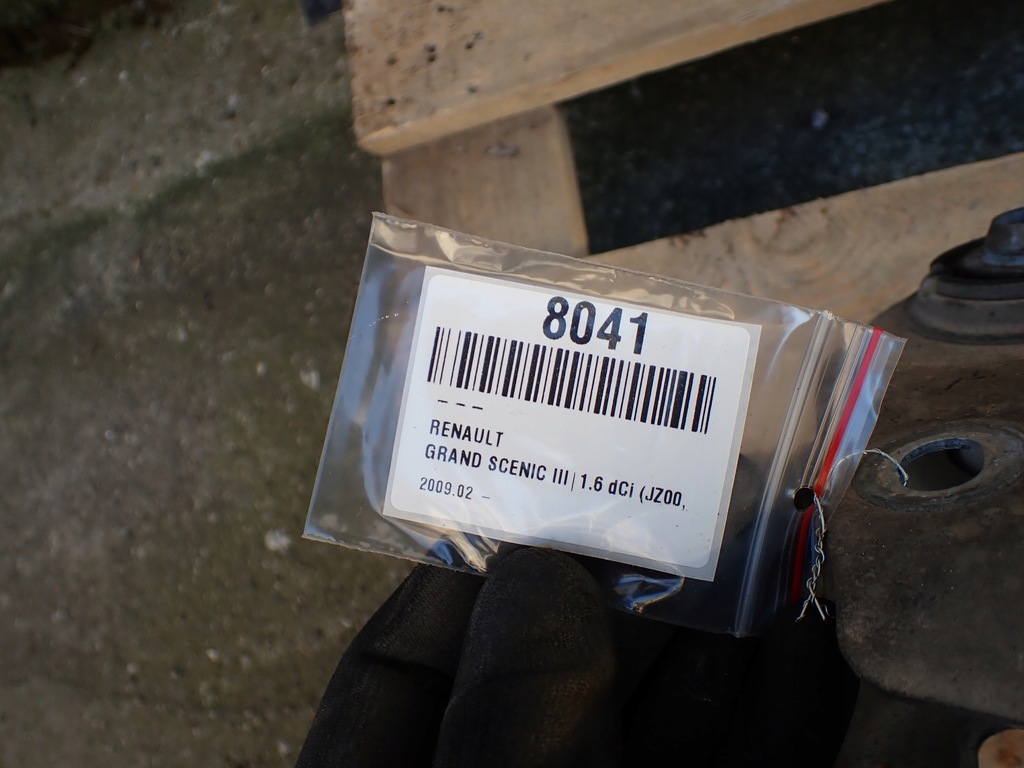 8041
---
RENAULT
GRAND SCENIC III | 1.6 dCi (JZ00,
2009.02 -